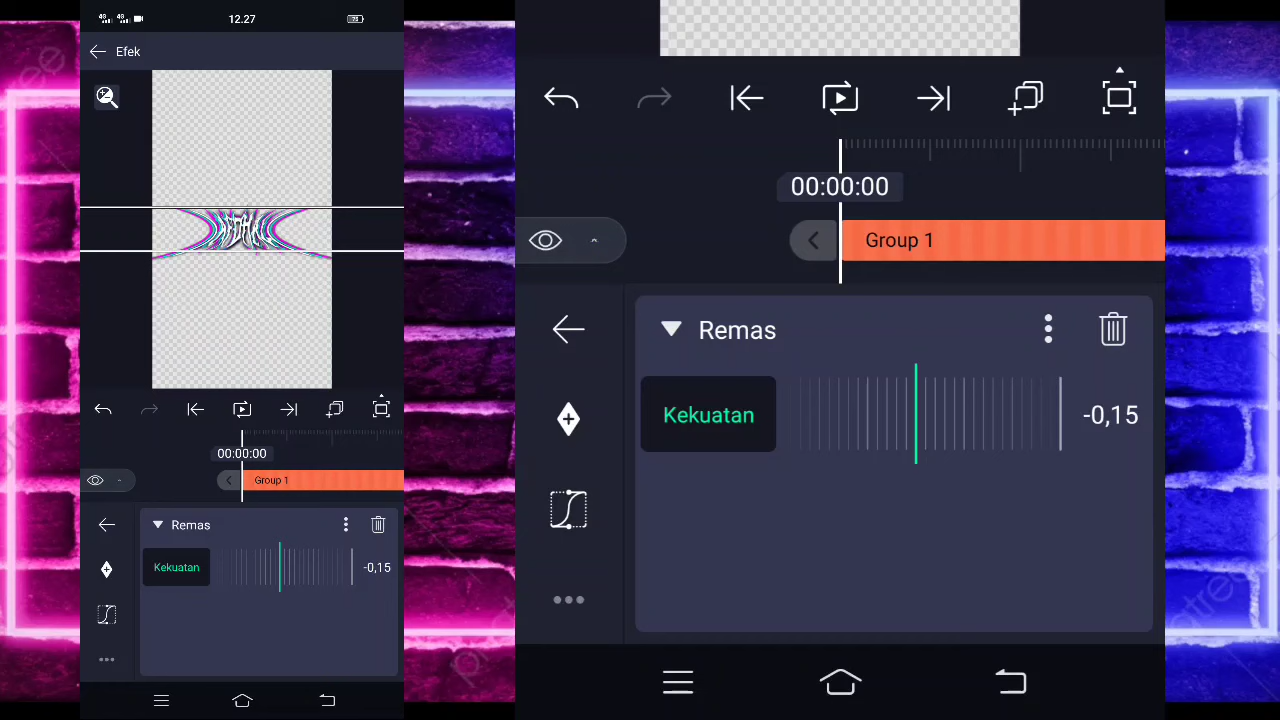 12.27
Efek
00:00:00
Group 1
Remas
Kekuatan
-0,15
00:00:00
Group 1
Remas
Kekuatan
-0,15